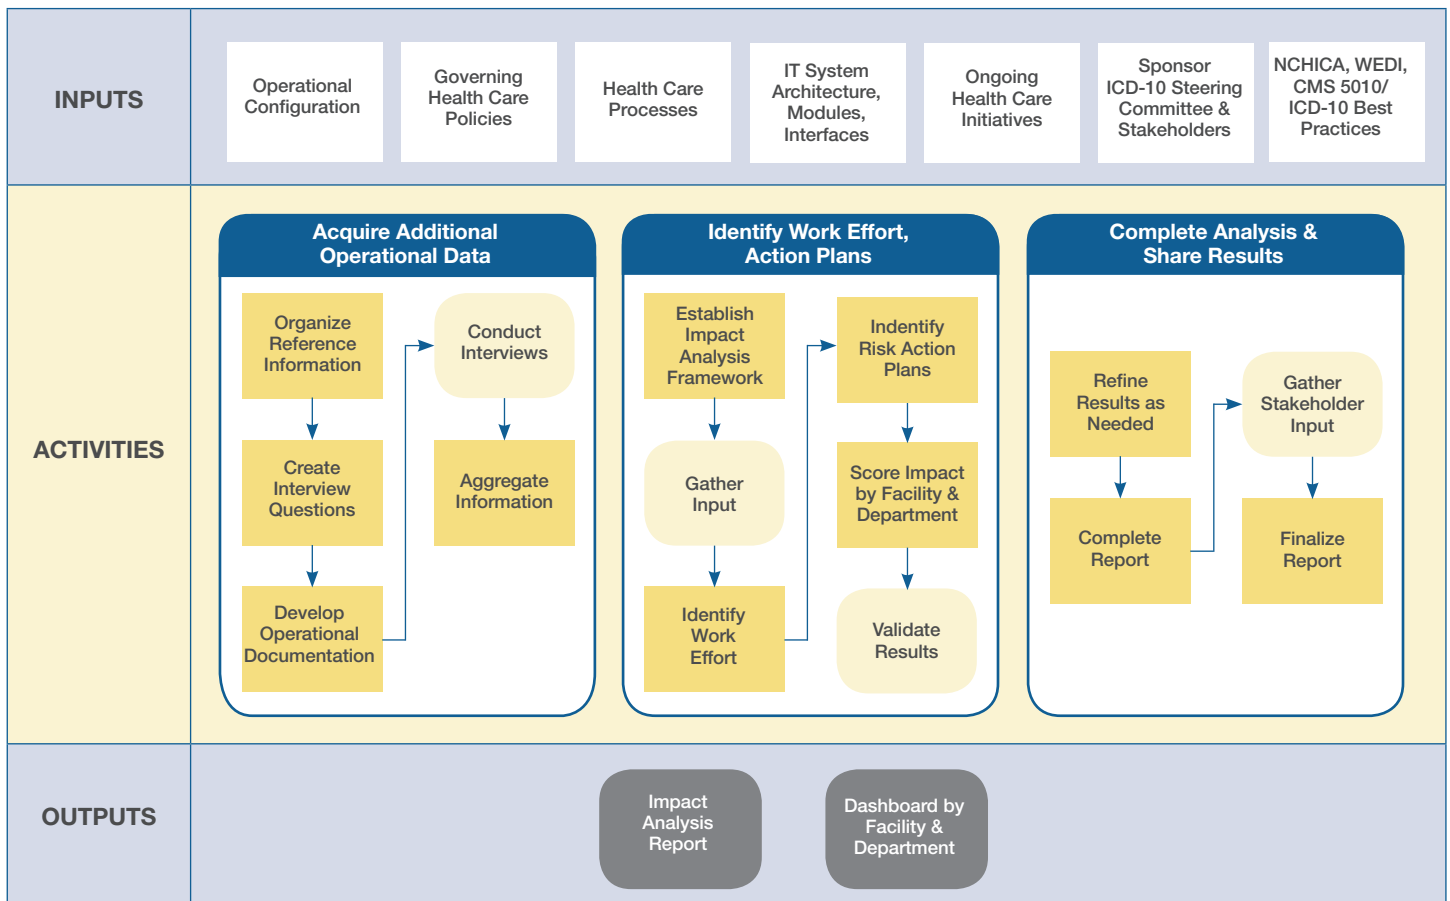 INPUTS
Operational
Configuration
Governing
Health Care
Policies
Health Care
Processes
IT System
Architecture,
Modules,
Interfaces
Ongoing
Health Care
Initiatives
Sponsor
ICD-10 Steering
Committee &
Stakeholders
NCHICA, WEDI,
CMS 5010/
ICD-10 Best
Practices
ACTIVITIES
Acquire Additional
Operational Data
Organize
Reference
Information
Create
Interview
Questions
Develop
Operational
Documentation
Conduct
Interviews
Aggregate
Information
Identify Work Effort,
Action Plans
Establish
Impact
Analysis
Framework
Gather
Input
Identify
Work
Effort
Indentify
Risk Action
Plans
Score Impact
by Facility &
Department
Validate
Results
Complete Analysis &
Share Results
Refine
Results as
Needed
Complete
Report
Gather
Stakeholder
Input
Finalize
Report
OUTPUTS
Impact
Analysis
Report
Dashboard by
Facility &
Department